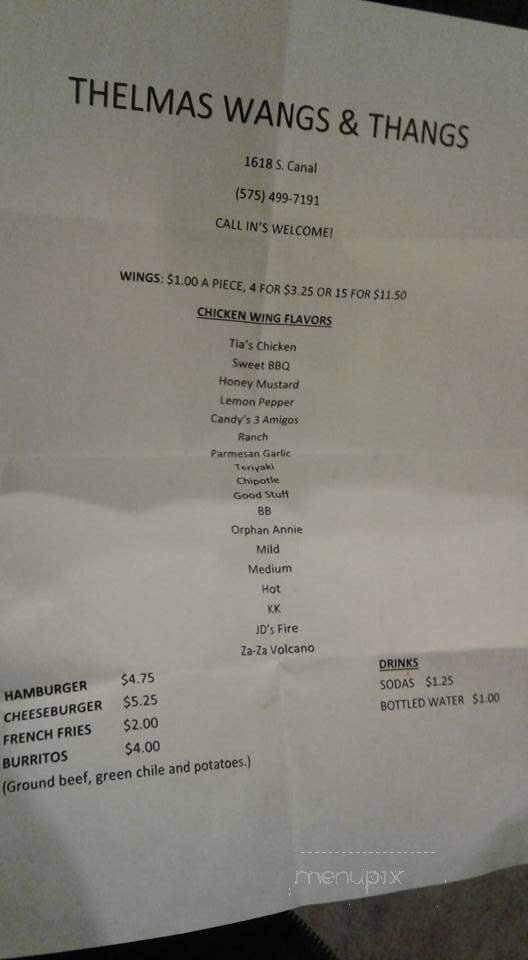 THELMAS WANGS & THANGS
1618 S. Canal
(575) 499-7191
CALL IN'S WELCOME!
WINGS: $1.00 A PIECE, 4 FOR $3.25 OR 15 FOR $11.50
CHICKEN WING FLAVORS
Tia's Chicken
Sweet BBQ
Honey Mustard
Lemon Pepper
Candy's 3 Amigos
Ranch
Parmesan Garlic
Teriyaki
Chipotle
Good Stuff
BB
Orphan Annie
Mild
Medium
Hot
KK
JD's Fire
Za-Za Volcano
HAMBURGER $4.75
CHEESEBURGER $5.25
FRENCH FRIES $2.00
BURRITOS $4.00
(Ground beef, green chile and potatoes.)
DRINKS
SODAS $1.25
BOTTLED WATER $1.00
menupix